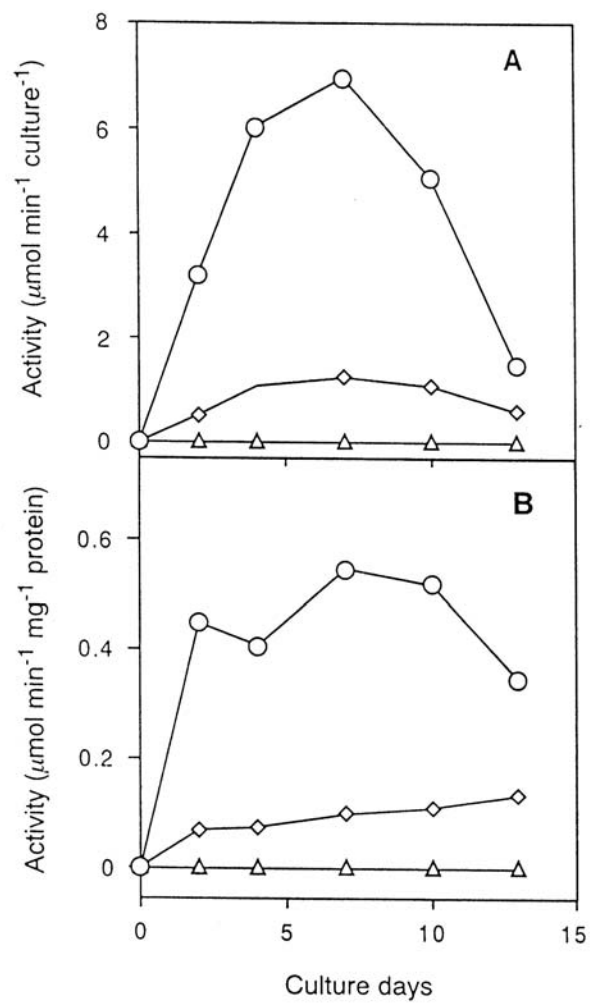 8
A
6
4
2
0
Activity (μmol min⁻¹ culture⁻¹)
B
0.6
0.4
0.2
0
Activity (μmol min⁻¹ mg⁻¹ protein)
0 5 10 15
Culture days